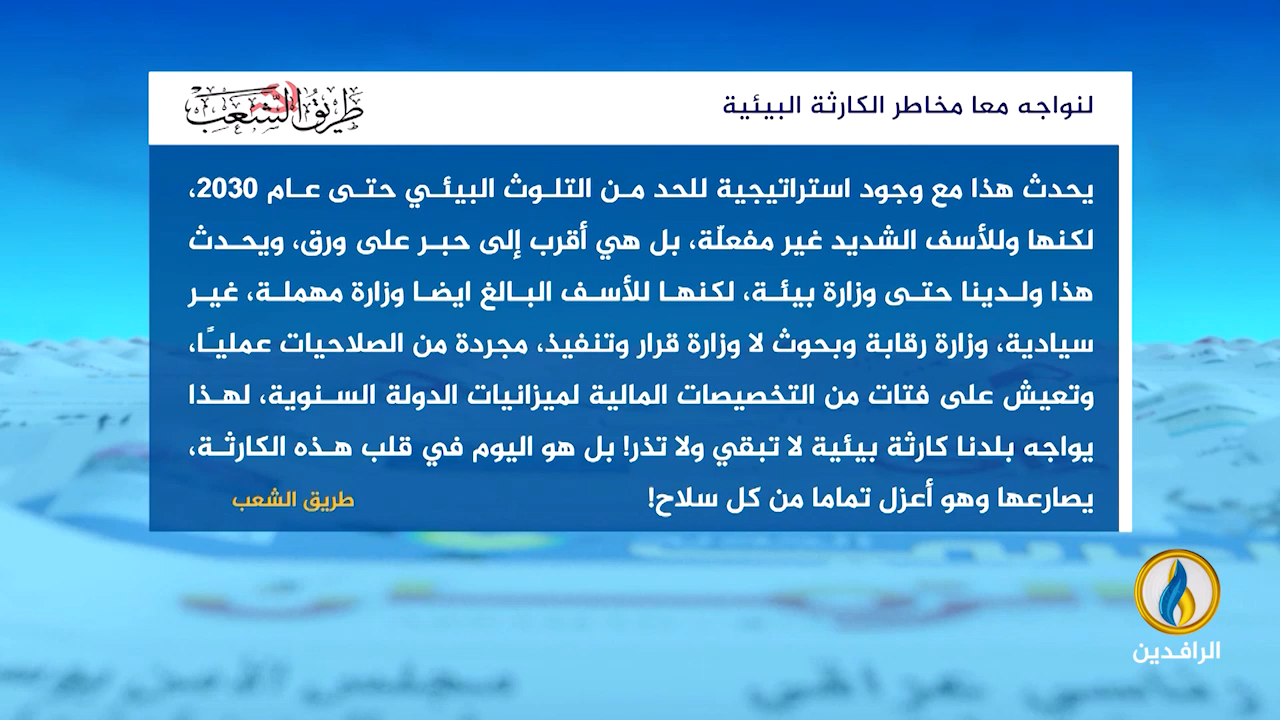 لنواجه معا مخاطر الكارثة البيئية
طريق الشعب
يحدث هذا مع وجود استراتيجية للحد من التلوث البيئي حتى عام 2030،
لكنها وللأسف الشديد غير مفعلّة، بل هي أقرب إلى حبر على ورق، ويحدث
هذا ولدينا حتى وزارة بيئة، لكنها للأسف البالغ ايضا وزارة مهملة، غير
سيادية، وزارة رقابة وبحوث لا وزارة قرار وتنفيذ، مجردة من الصلاحيات عمليًا،
وتعيش على فتات من التخصيصات المالية لميزانيات الدولة السنوية، لهذا
يواجه بلدنا كارثة بيئية لا تبقي ولا تذر! بل هو اليوم في قلب هذه الكارثة،
يصارعها وهو أعزل تماما من كل سلاح!
طريق الشعب
الرافدين
مجلس الأمن